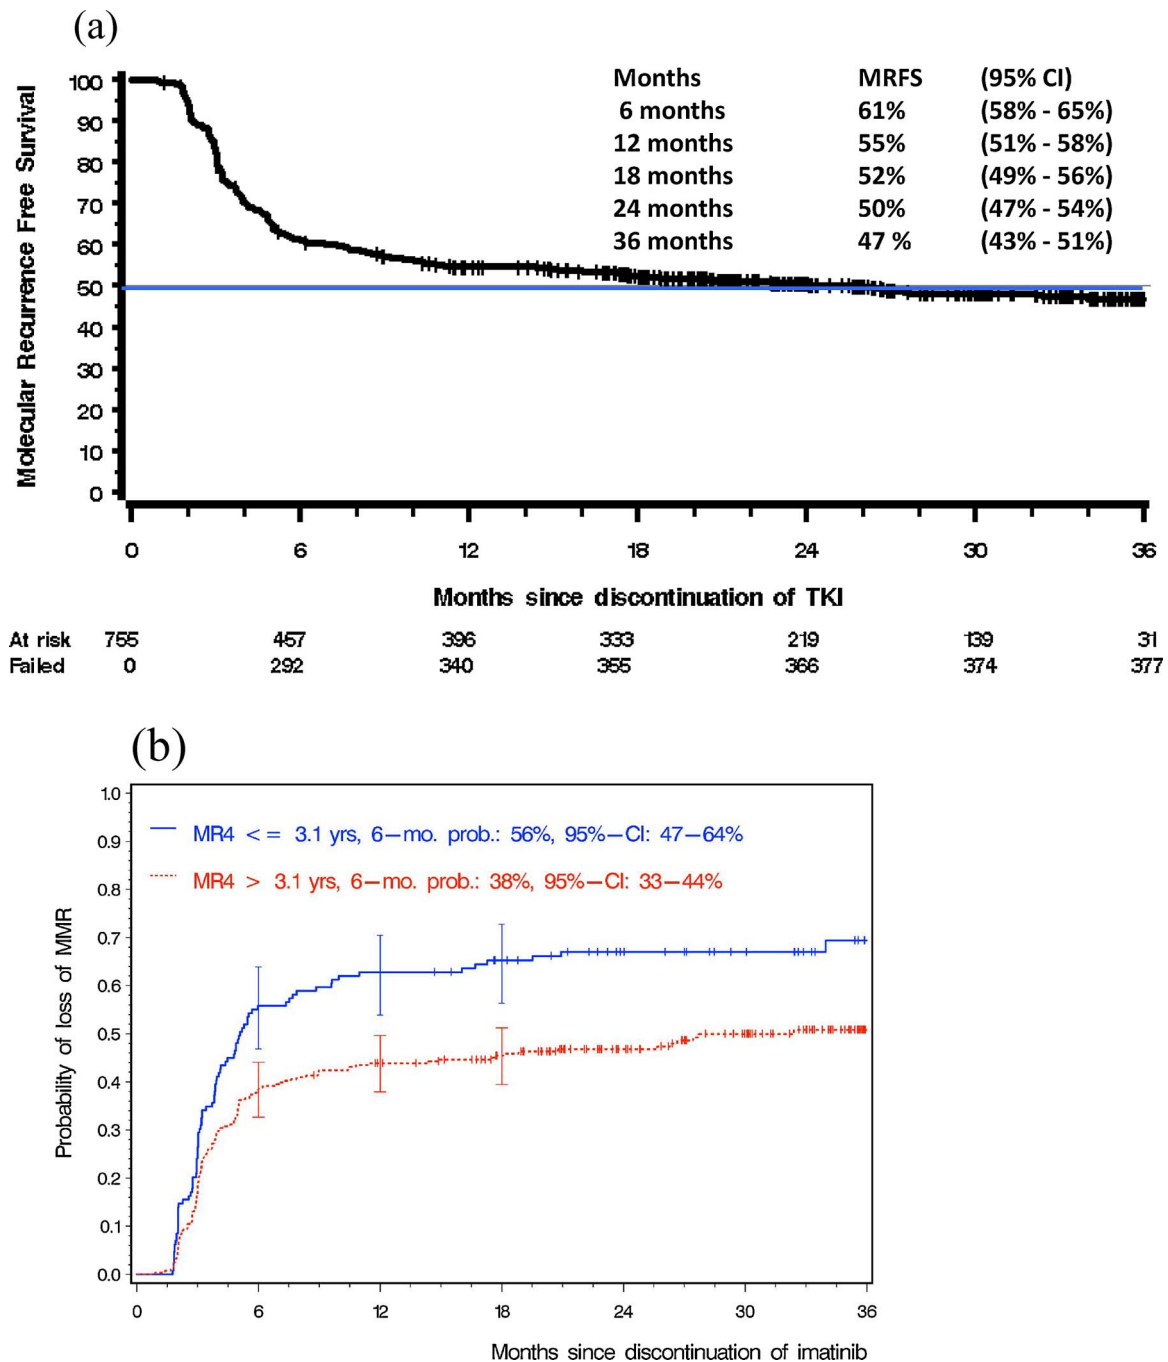 (a)
Months MRFS (95% CI)
6 months 61% (58% - 65%)
12 months 55% (51% - 58%)
18 months 52% (49% - 56%)
24 months 50% (47% - 54%)
36 months 47 % (43% - 51%)
Molecular Recurrence Free Survival
100
90
80
70
60
50
40
30
20
10
0
0 6 12 18 24 30 36
Months since discontinuation of TKI
At risk 755 457 396 333 219 139 31
Failed 0 292 340 355 366 374 377
(b)
MR4 <= 3.1 yrs, 6-mo. prob.: 56%, 95%-CI: 47-64%
MR4 > 3.1 yrs, 6-mo. prob.: 38%, 95%-CI: 33-44%
Probability of loss of MMR
1.0
0.9
0.8
0.7
0.6
0.5
0.4
0.3
0.2
0.1
0.0
0 6 12 18 24 30 36
Months since discontinuation of imatinib